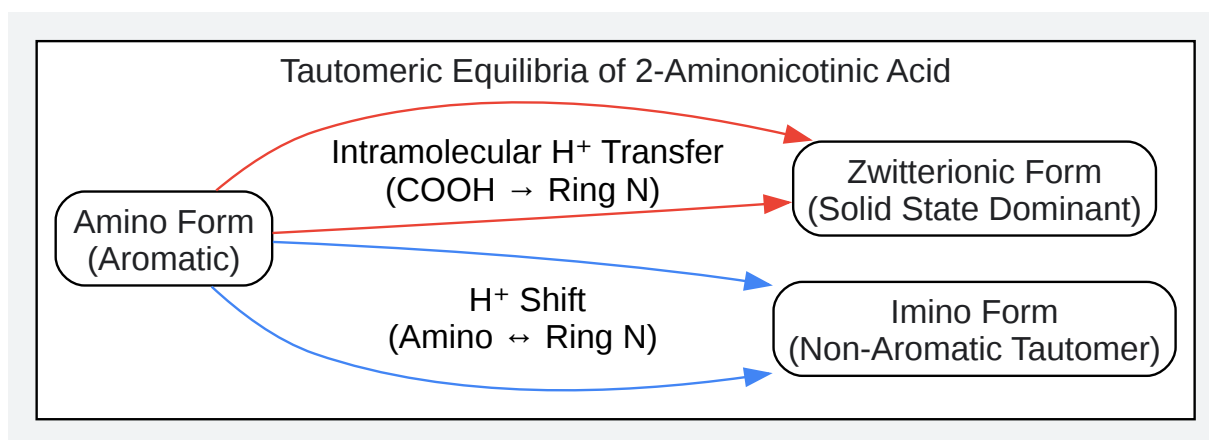 Tautomeric Equilibria of 2-Aminonicotinic Acid
Intramolecular H⁺ Transfer
(COOH → Ring N)
Zwitterionic Form
(Solid State Dominant)
Amino Form
(Aromatic)
H⁺ Shift
(Amino ↔ Ring N)
Imino Form
(Non-Aromatic Tautomer)